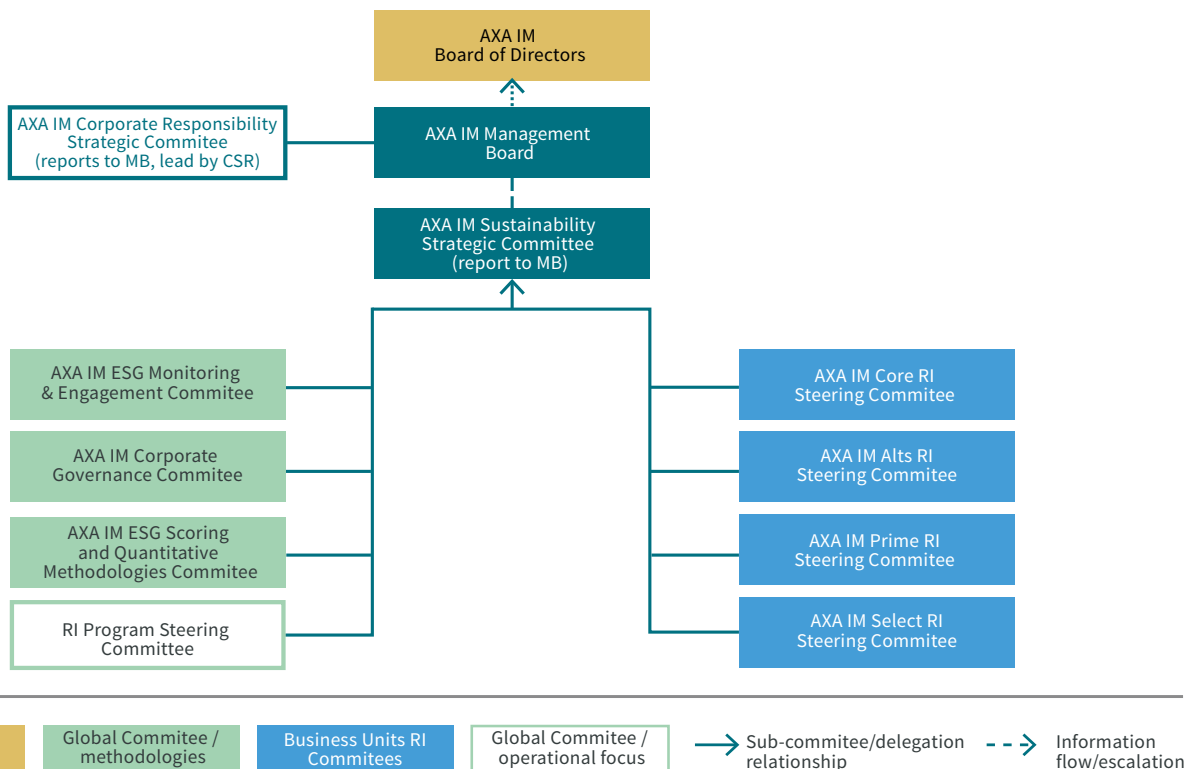 AXA IM
Board of Directors
AXA IM Corporate Responsibility
Strategic Commitee
(reports to MB, lead by CSR)
AXA IM Management
Board
AXA IM Sustainability
Strategic Committee
(report to MB)
AXA IM ESG Monitoring
& Engagement Commitee
AXA IM Corporate
Governance Commitee
AXA IM ESG Scoring
and Quantitative
Methodologies Commitee
RI Program Steering
Committee
AXA IM Core RI
Steering Commitee
AXA IM Alts RI
Steering Commitee
AXA IM Prime RI
Steering Commitee
AXA IM Select RI
Steering Commitee
Global Commitee /
methodologies
Business Units RI
Commitees
Global Commitee /
operational focus
Sub-commitee/delegation
relationship
Information
flow/escalation